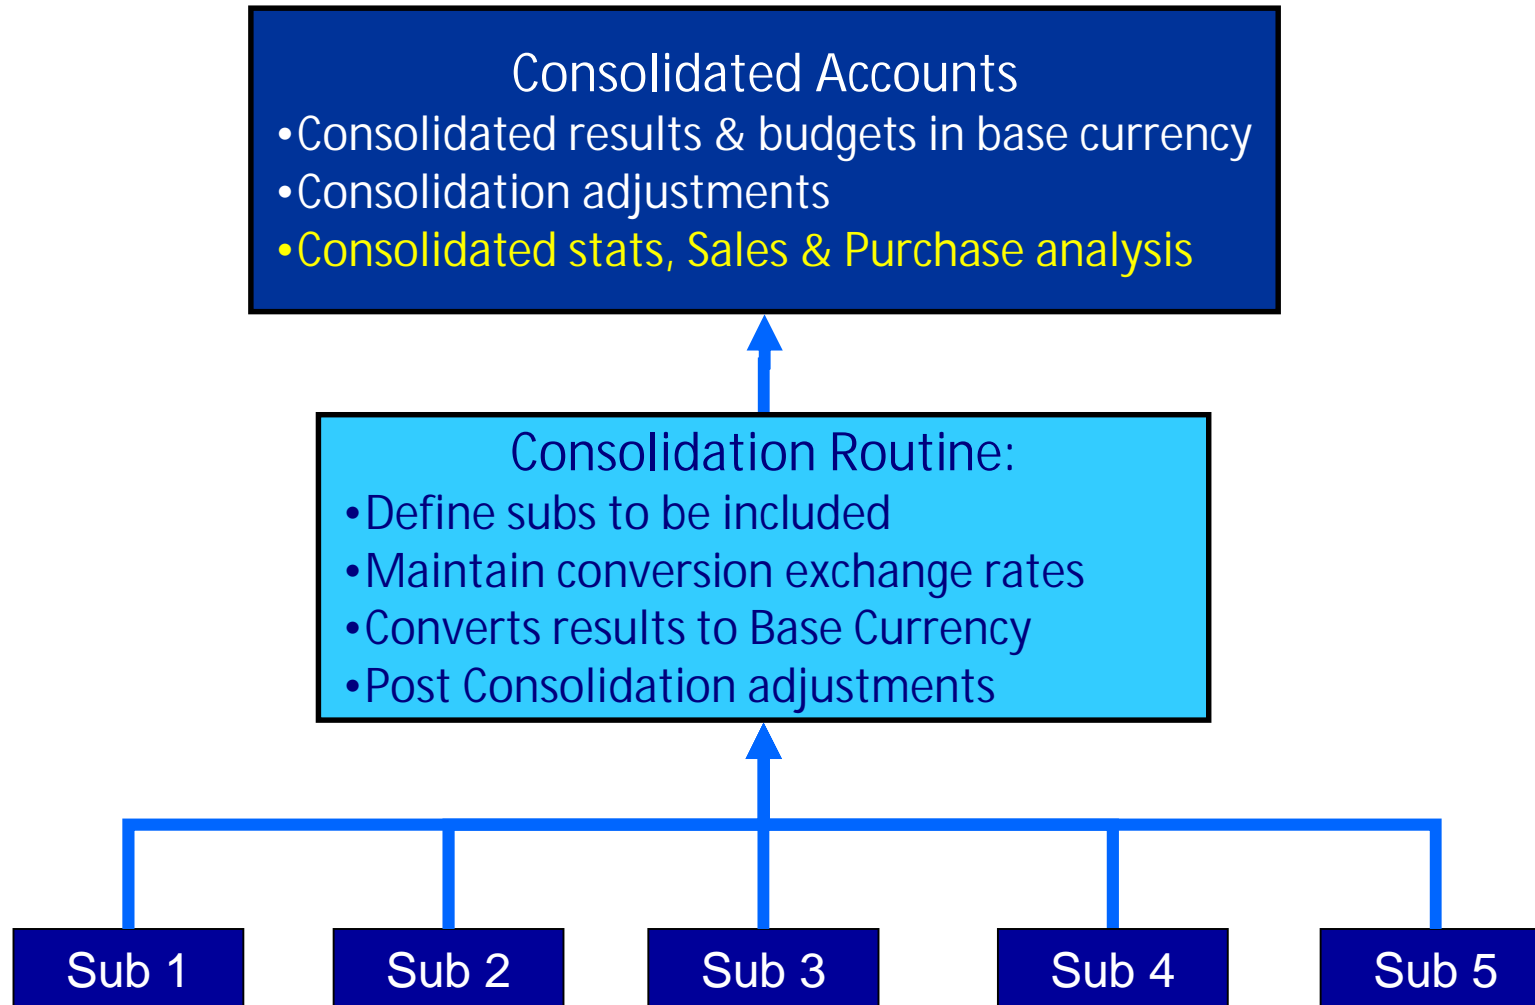 Consolidated Accounts
•Consolidated results & budgets in base currency
•Consolidation adjustments
•Consolidated stats, Sales & Purchase analysis
Consolidation Routine:
•Define subs to be included
•Maintain conversion exchange rates
•Converts results to Base Currency
•Post Consolidation adjustments
Sub 1
Sub 2
Sub 3
Sub 4
Sub 5